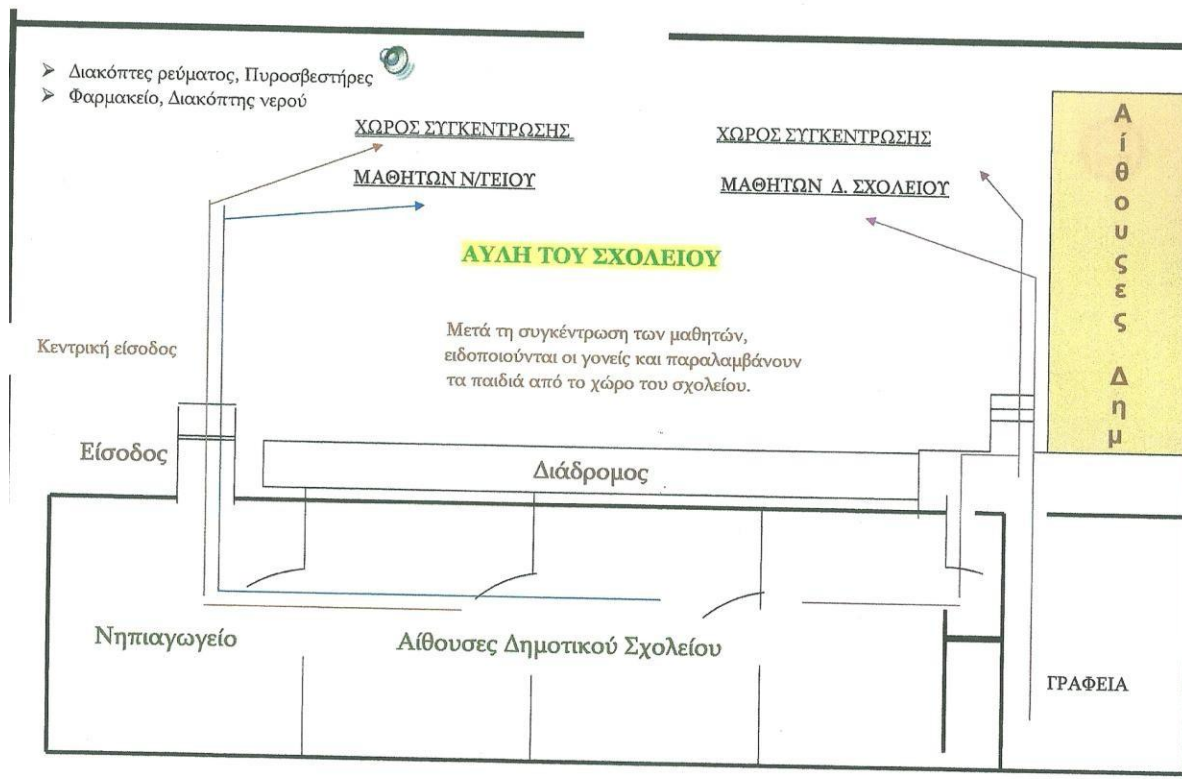 ➢ Διακόπτες ρεύματος, Πυροσβεστήρες
➢ Φαρμακείο, Διακόπτης νερού
ΧΩΡΟΣ ΣΥΓΚΕΝΤΡΩΣΗΣ
ΜΑΘΗΤΩΝ Ν/ΓΕΙΟΥ
ΧΩΡΟΣ ΣΥΓΚΕΝΤΡΩΣΗΣ
ΜΑΘΗΤΩΝ Δ. ΣΧΟΛΕΙΟΥ
Αίθουσες Δημ
ΑΥΛΗ ΤΟΥ ΣΧΟΛΕΙΟΥ
Μετά τη συγκέντρωση των μαθητών,
ειδοποιούνται οι γονείς και παραλαμβάνουν
τα παιδιά από το χώρο του σχολείου.
Κεντρική είσοδος
Είσοδος
Διάδρομος
Νηπιαγωγείο
Αίθουσες Δημοτικού Σχολείου
ΓΡΑΦΕΙΑ